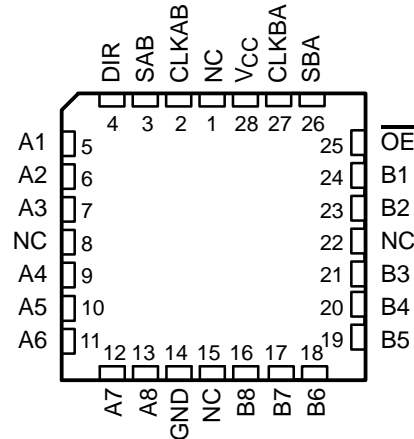 DIR SAB CLKAB NC VCC CLKBA SBA
4 3 2 1 28 27 26
A1 5 25 OE
A2 6 24 B1
A3 7 23 B2
NC 8 22 NC
A4 9 21 B3
A5 10 20 B4
A6 11 19 B5
12 13 14 15 16 17 18
A7 A8 GND NC B8 B7 B6